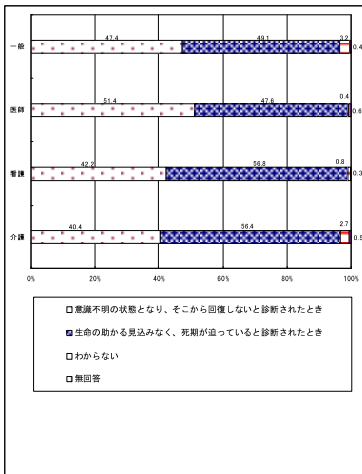 一般 47.4 49.1 3.2 0.4
医師 51.4 47.6 0.4 0.6
看護 42.2 56.8 0.8 0.3
介護 40.4 56.4 2.7 0.5
0% 20% 40% 60% 80% 100%
意識不明の状態となり、そこから回復しないと診断されたとき
生命の助かる見込みなく、死期が迫っていると診断されたとき
わからない
無回答